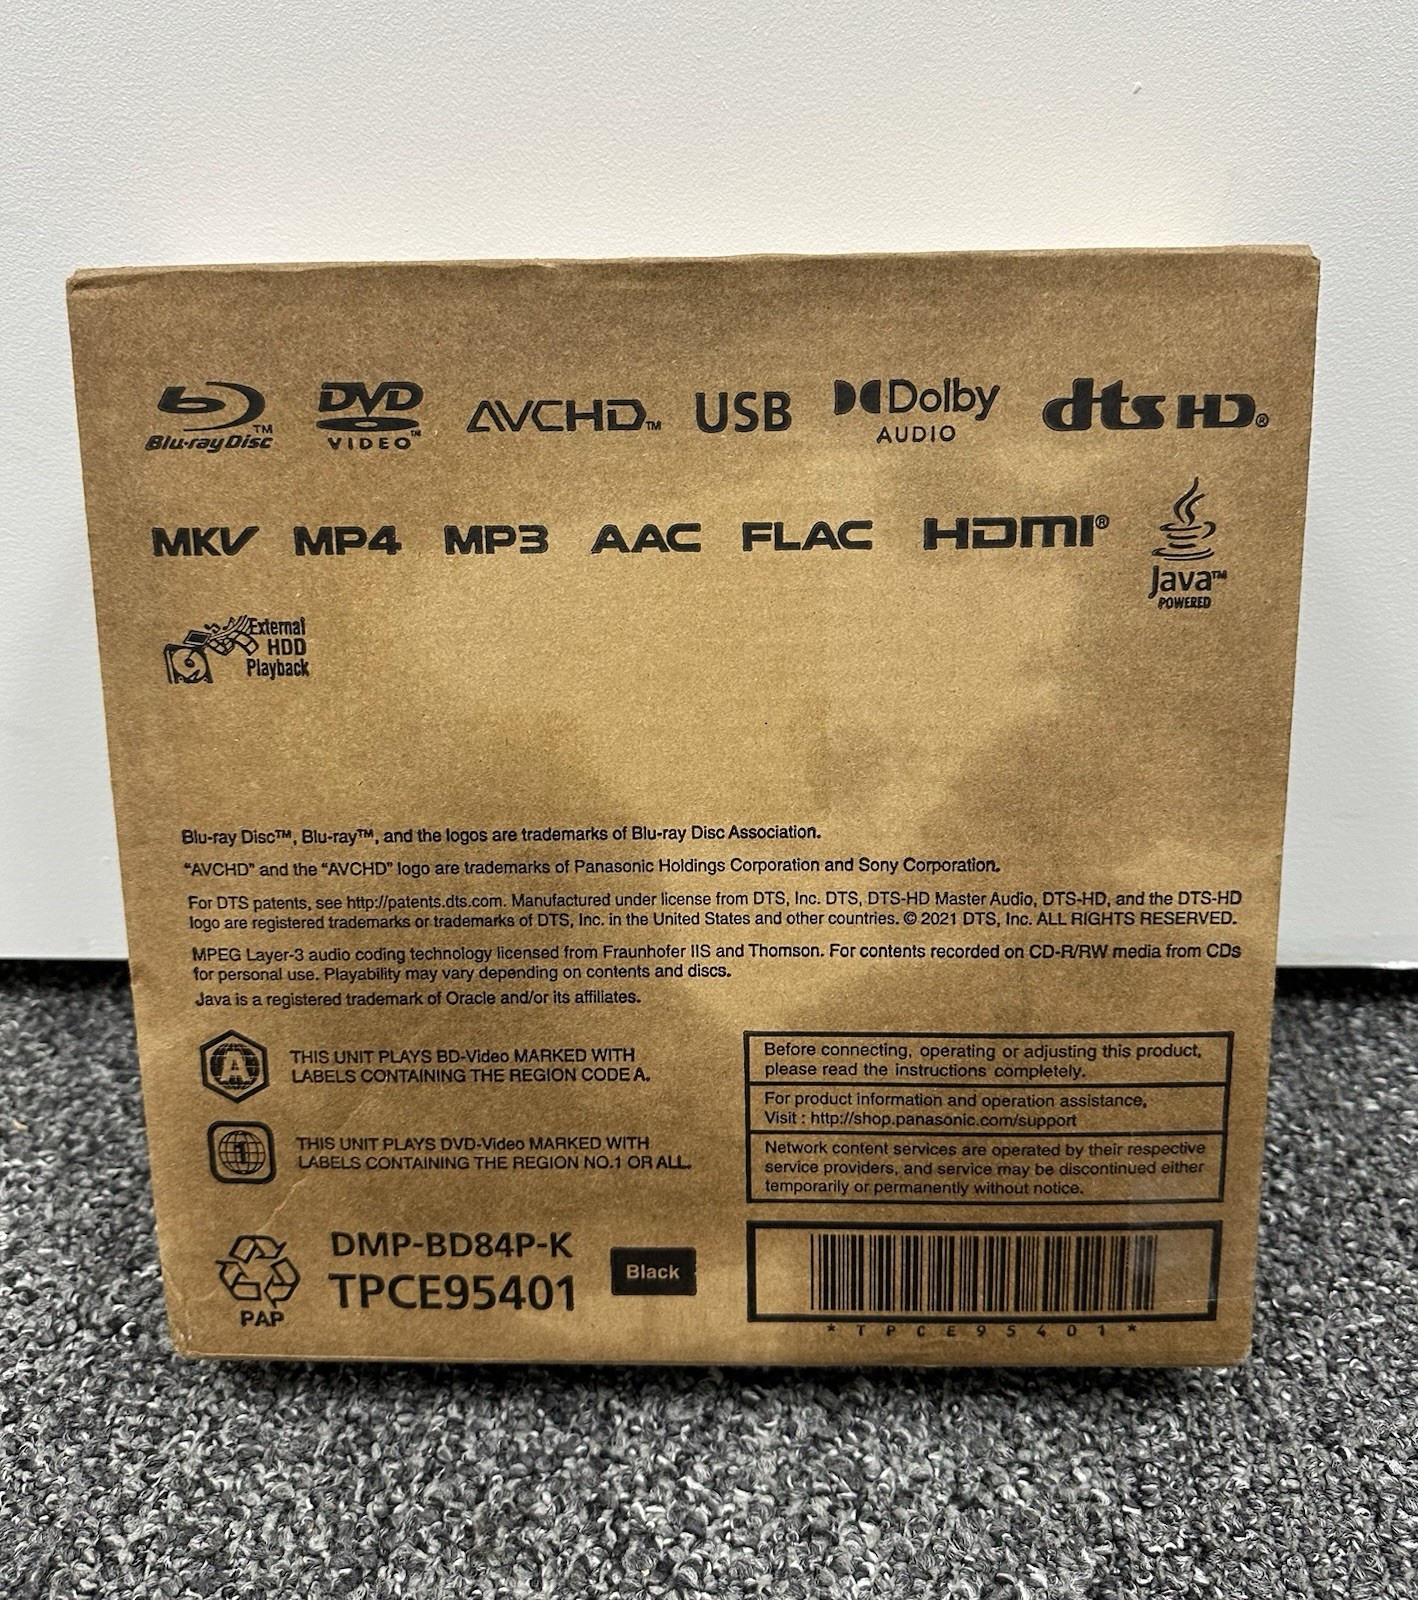 Blu-ray Disc™
DVD VIDEO™
AVCHD™
USB
Dolby AUDIO
dts HD®
MKV
MP4
MP3
AAC
FLAC
HDMI®
Java™ POWERED
External
HDD
Playback
Blu-ray Disc™, Blu-ray™, and the logos are trademarks of Blu-ray Disc Association.
“AVCHD” and the “AVCHD” logo are trademarks of Panasonic Holdings Corporation and Sony Corporation.
For DTS patents, see http://patents.dts.com. Manufactured under license from DTS, Inc. DTS, DTS-HD Master Audio, DTS-HD, and the DTS-HD
logo are registered trademarks or trademarks of DTS, Inc. in the United States and other countries. © 2021 DTS, Inc. ALL RIGHTS RESERVED.
MPEG Layer-3 audio coding technology licensed from Fraunhofer IIS and Thomson. For contents recorded on CD-R/RW media from CDs
for personal use. Playability may vary depending on contents and discs.
Java is a registered trademark of Oracle and/or its affiliates.
A
THIS UNIT PLAYS BD-Video MARKED WITH
LABELS CONTAINING THE REGION CODE A.
1
THIS UNIT PLAYS DVD-Video MARKED WITH
LABELS CONTAINING THE REGION NO.1 OR ALL.
Before connecting, operating or adjusting this product,
please read the instructions completely.
For product information and operation assistance,
Visit : http://shop.panasonic.com/support
Network content services are operated by their respective
service providers, and service may be discontinued either
temporarily or permanently without notice.
PAP
DMP-BD84P-K
TPCE95401
Black
*TPCE95401*